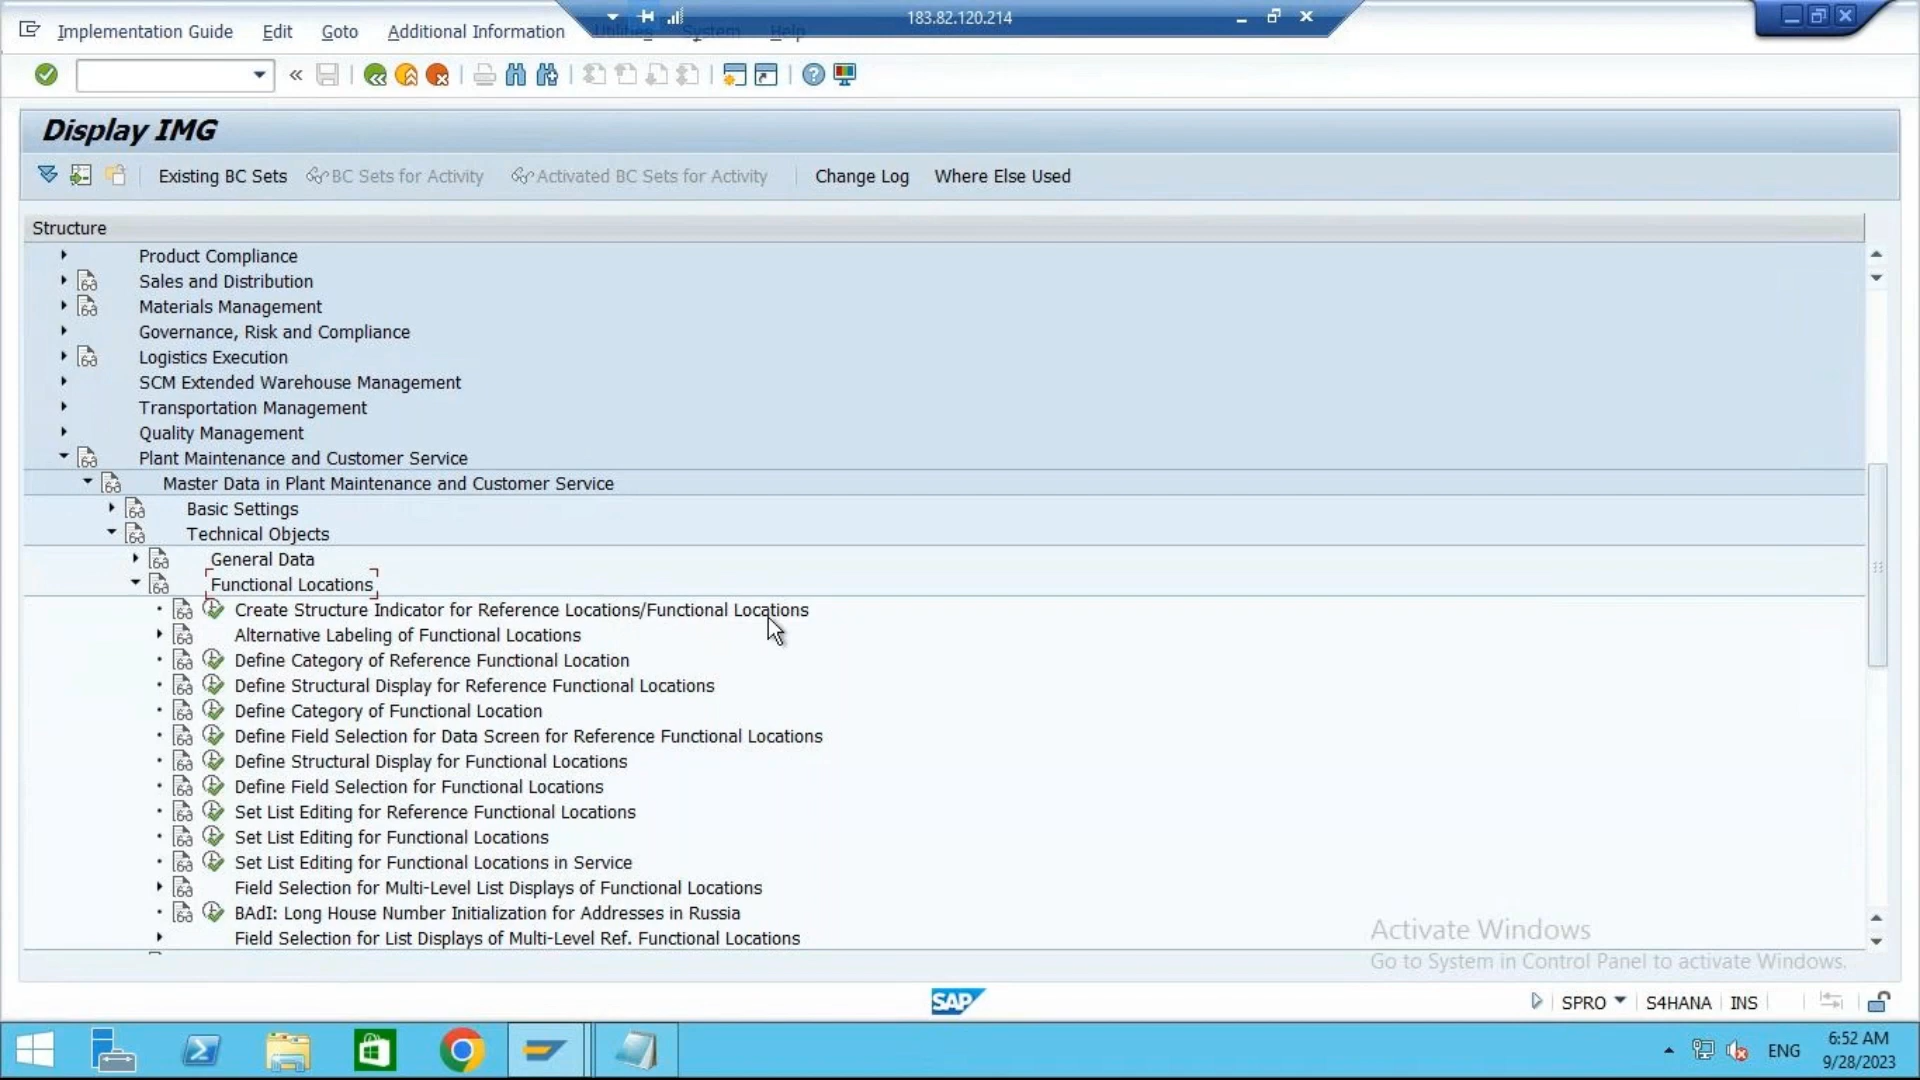 183.82.120.214
Implementation Guide Edit Goto Additional Information Utilities System Help
Display IMG
Existing BC Sets BC Sets for Activity Activated BC Sets for Activity Change Log Where Else Used
Structure
Product Compliance
Sales and Distribution
Materials Management
Governance, Risk and Compliance
Logistics Execution
SCM Extended Warehouse Management
Transportation Management
Quality Management
Plant Maintenance and Customer Service
Master Data in Plant Maintenance and Customer Service
Basic Settings
Technical Objects
General Data
Functional Locations
Create Structure Indicator for Reference Locations/Functional Locations
Alternative Labeling of Functional Locations
Define Category of Reference Functional Location
Define Structural Display for Reference Functional Locations
Define Category of Functional Location
Define Field Selection for Data Screen for Reference Functional Locations
Define Structural Display for Functional Locations
Define Field Selection for Functional Locations
Set List Editing for Reference Functional Locations
Set List Editing for Functional Locations
Set List Editing for Functional Locations in Service
Field Selection for Multi-Level List Displays of Functional Locations
BAdI: Long House Number Initialization for Addresses in Russia
Field Selection for List Displays of Multi-Level Ref. Functional Locations
Activate Windows
Go to System in Control Panel to activate Windows.
SAP
SPRO S4HANA INS
ENG
6:52 AM
9/28/2023